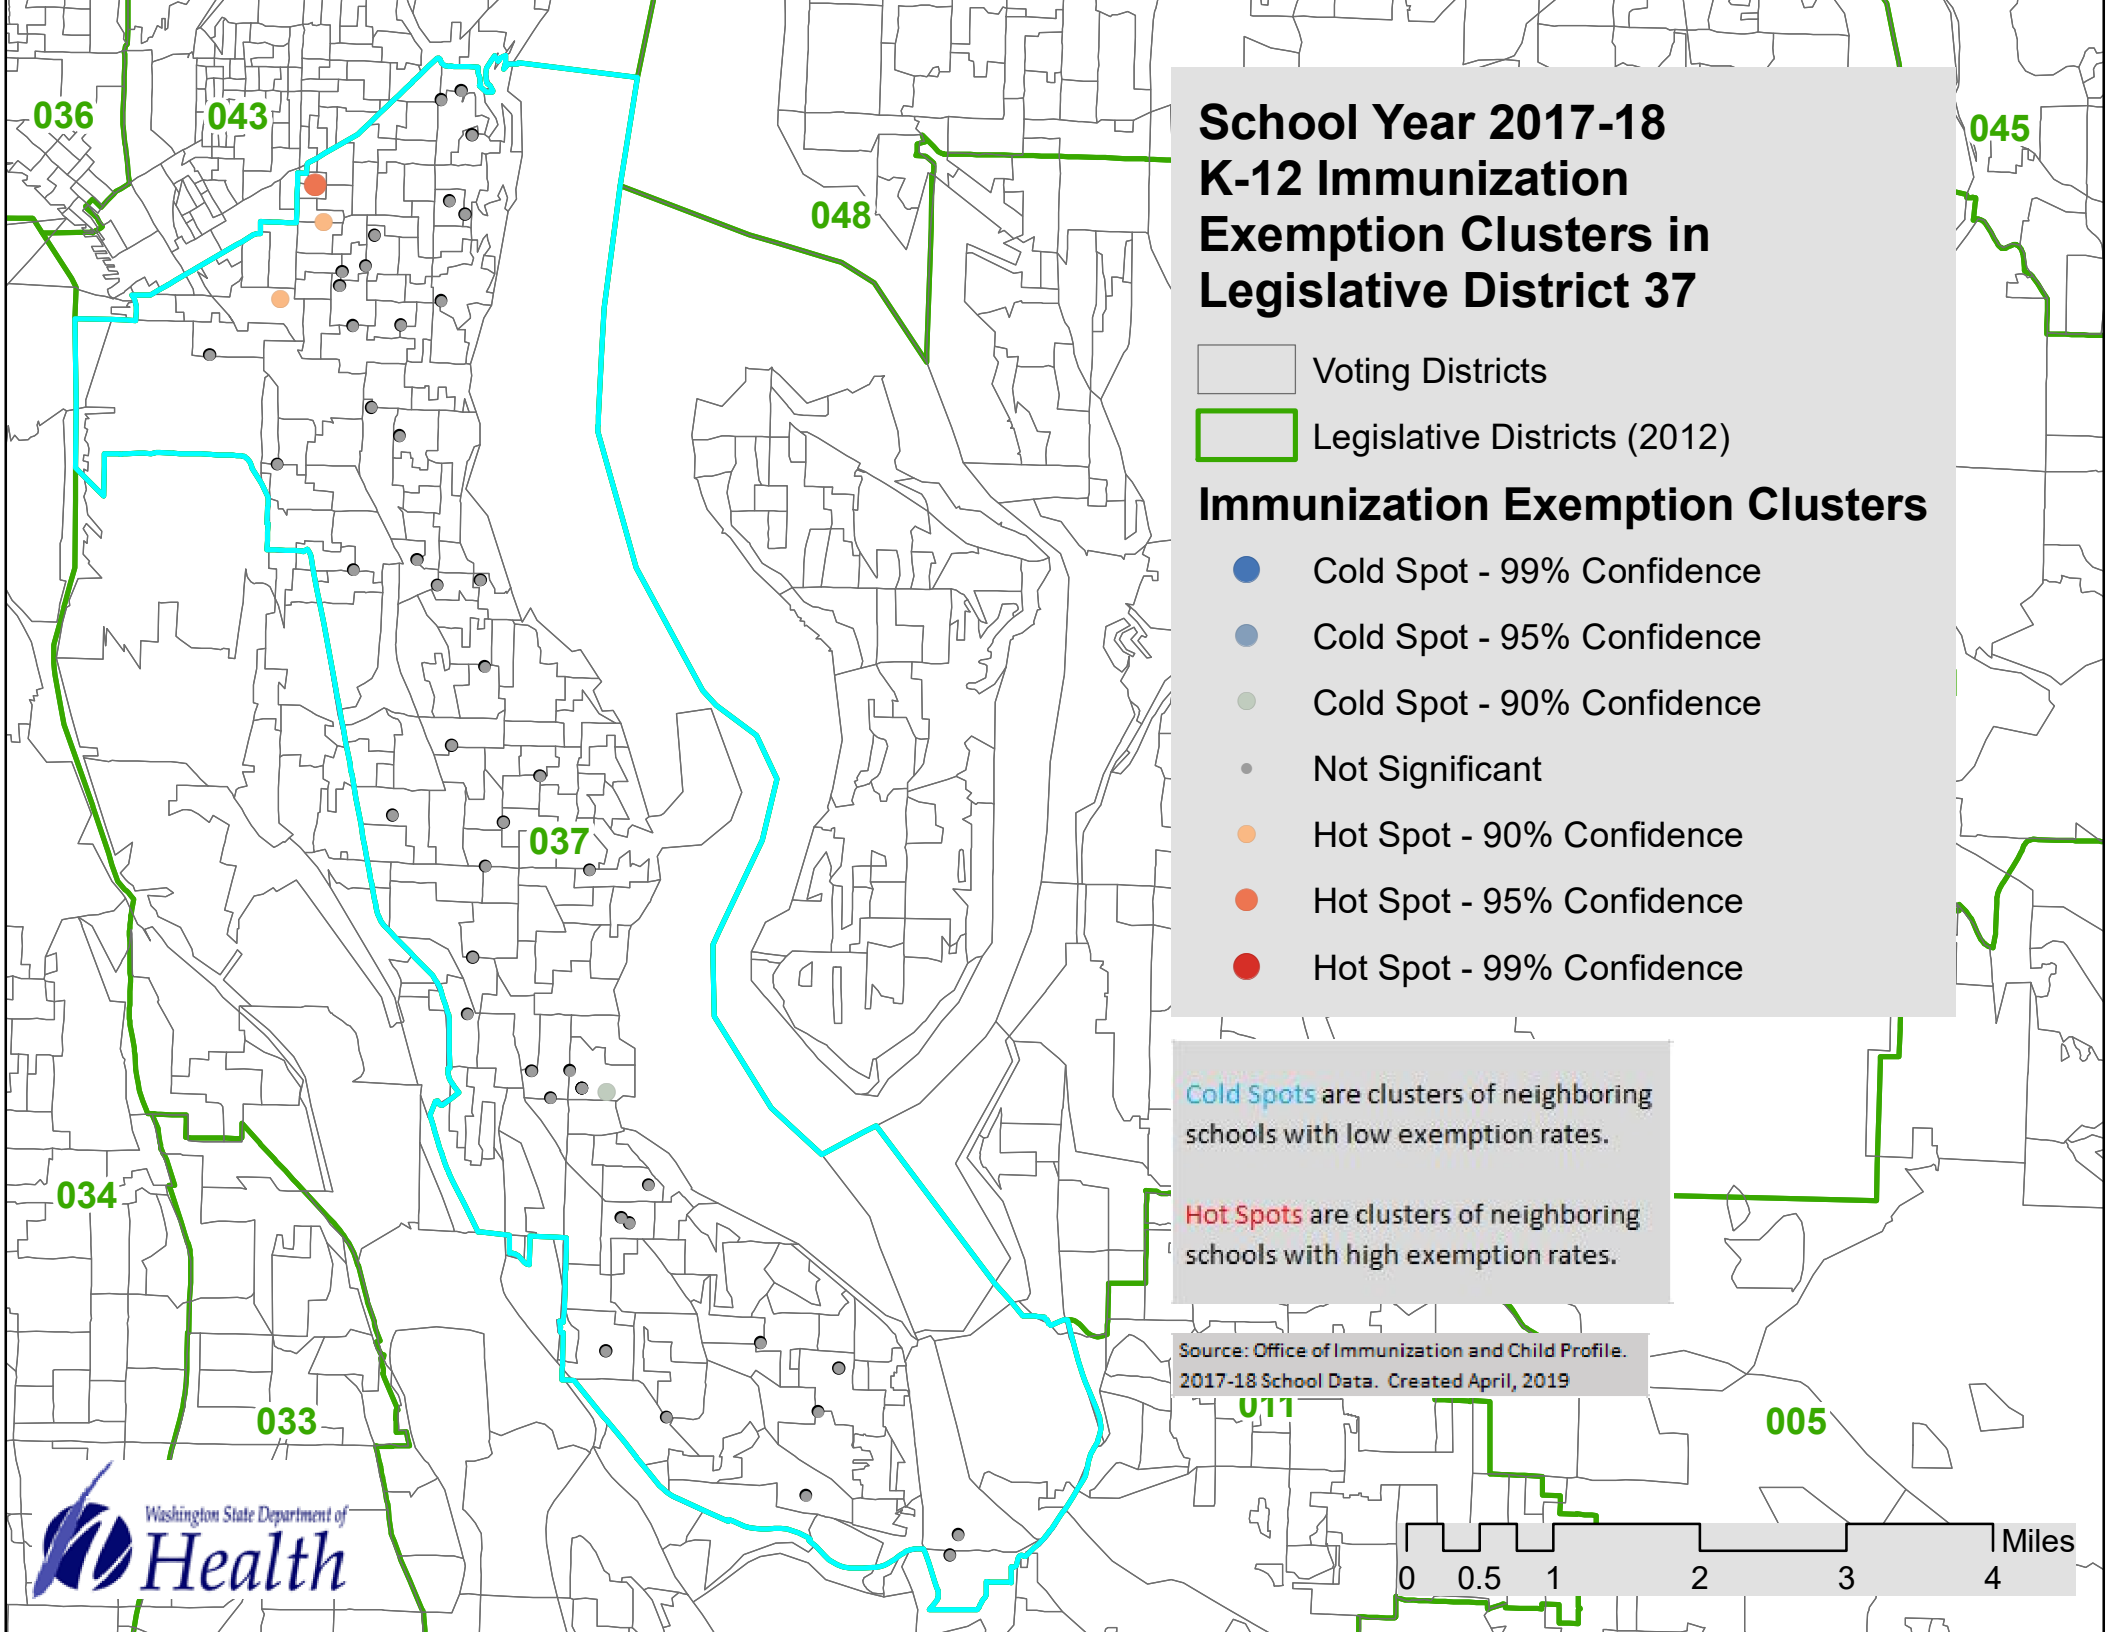 036
043
048
045
School Year 2017-18
K-12 Immunization
Exemption Clusters in
Legislative District 37
Voting Districts
Legislative Districts (2012)
Immunization Exemption Clusters
Cold Spot - 99% Confidence
Cold Spot - 95% Confidence
Cold Spot - 90% Confidence
Not Significant
Hot Spot - 90% Confidence
Hot Spot - 95% Confidence
Hot Spot - 99% Confidence
037
Cold Spots are clusters of neighboring
schools with low exemption rates.
Hot Spots are clusters of neighboring
schools with high exemption rates.
034
Source: Office of Immunization and Child Profile.
2017-18 School Data. Created April, 2019
033
011
005
Washington State Department of
Health
Miles
0 0.5 1 2 3 4